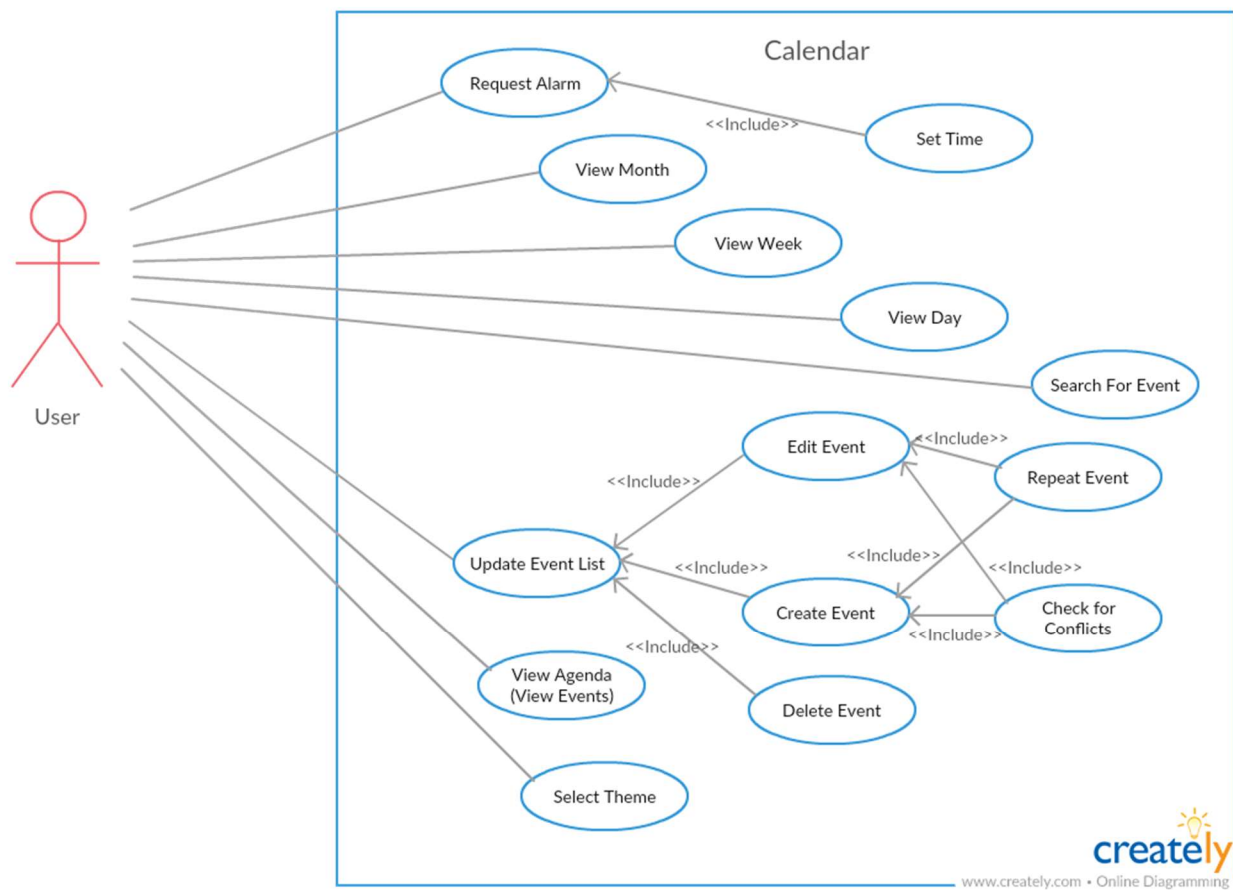 Calendar
Request Alarm
<<Include>>
Set Time
View Month
View Week
View Day
Search For Event
User
Edit Event
<<Include>>
Repeat Event
<<Include>>
Update Event List
<<Include>>
<<Include>>
<<Include>>
Create Event
Check for
Conflicts
<<Include>>
<<Include>>
View Agenda
(View Events)
Delete Event
Select Theme
creately
www.creately.com • Online Diagramming